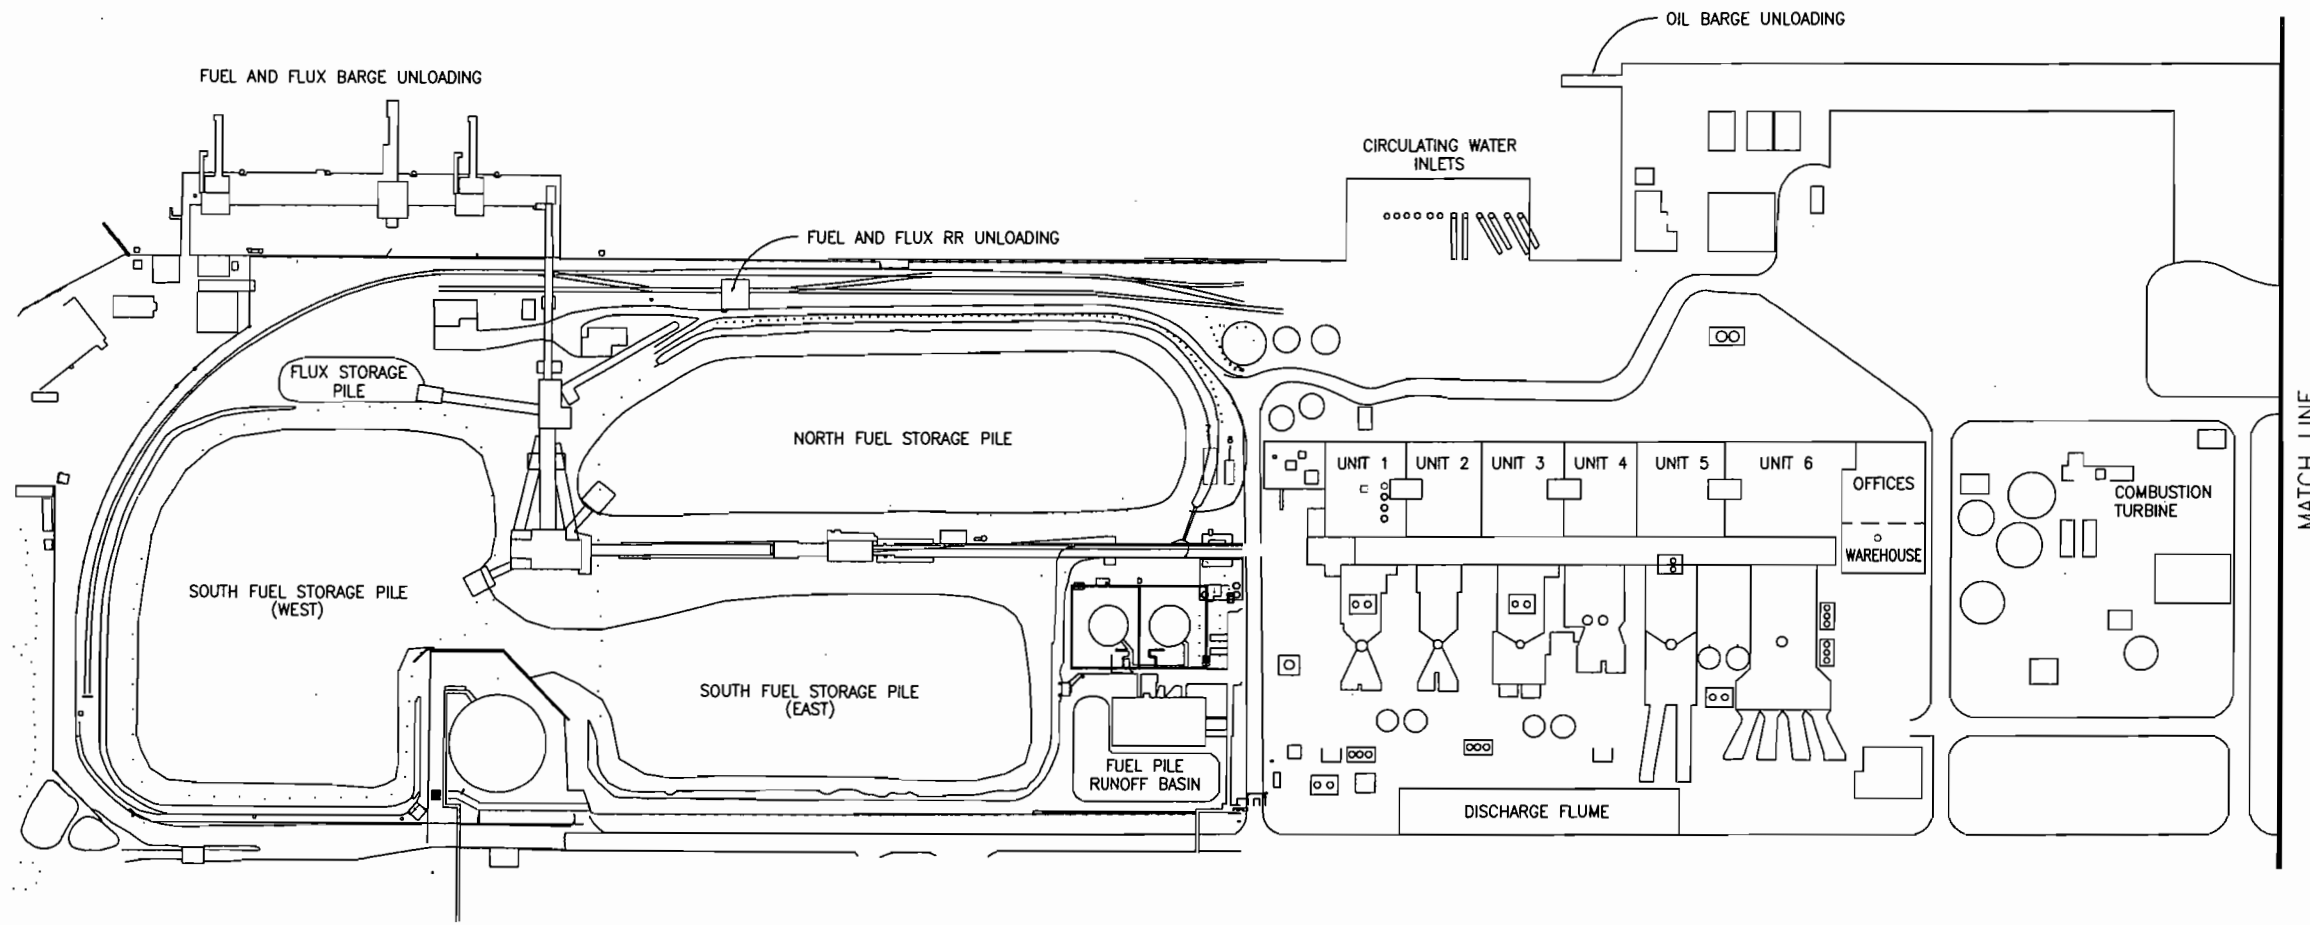 OIL BARGE UNLOADING
FUEL AND FLUX BARGE UNLOADING
CIRCULATING WATER
INLETS
FUEL AND FLUX RR UNLOADING
FLUX STORAGE
PILE
NORTH FUEL STORAGE PILE
UNIT 1
UNIT 2
UNIT 3
UNIT 4
UNIT 5
UNIT 6
OFFICES
WAREHOUSE
COMBUSTION
TURBINE
MATCH LINE
SOUTH FUEL STORAGE PILE
(WEST)
SOUTH FUEL STORAGE PILE
(EAST)
FUEL PILE
RUNOFF BASIN
DISCHARGE FLUME